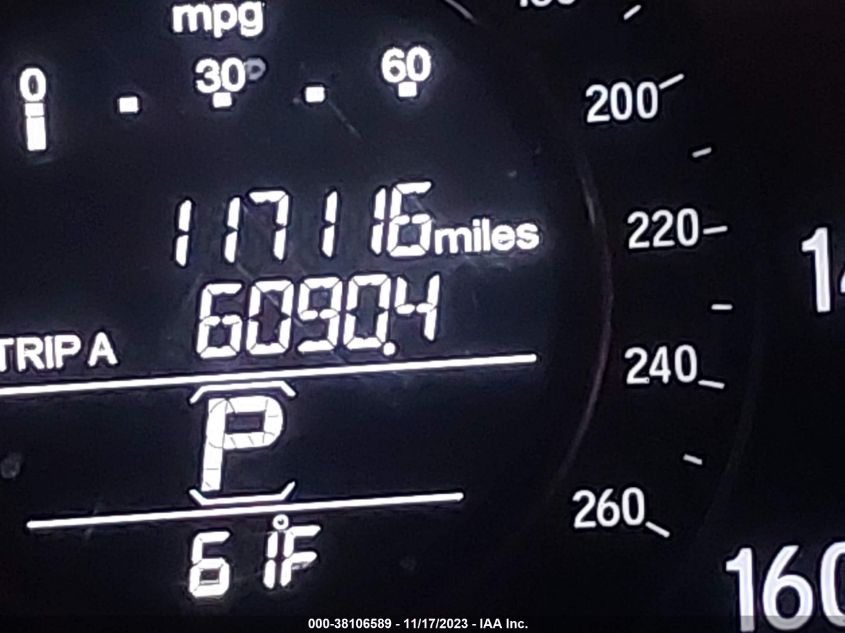 mpg
0 30 60
200
117116 miles
220
TRIP A 6090.4
240
P
260
61°F
160
000-38106589 - 11/17/2023 - IAA Inc.